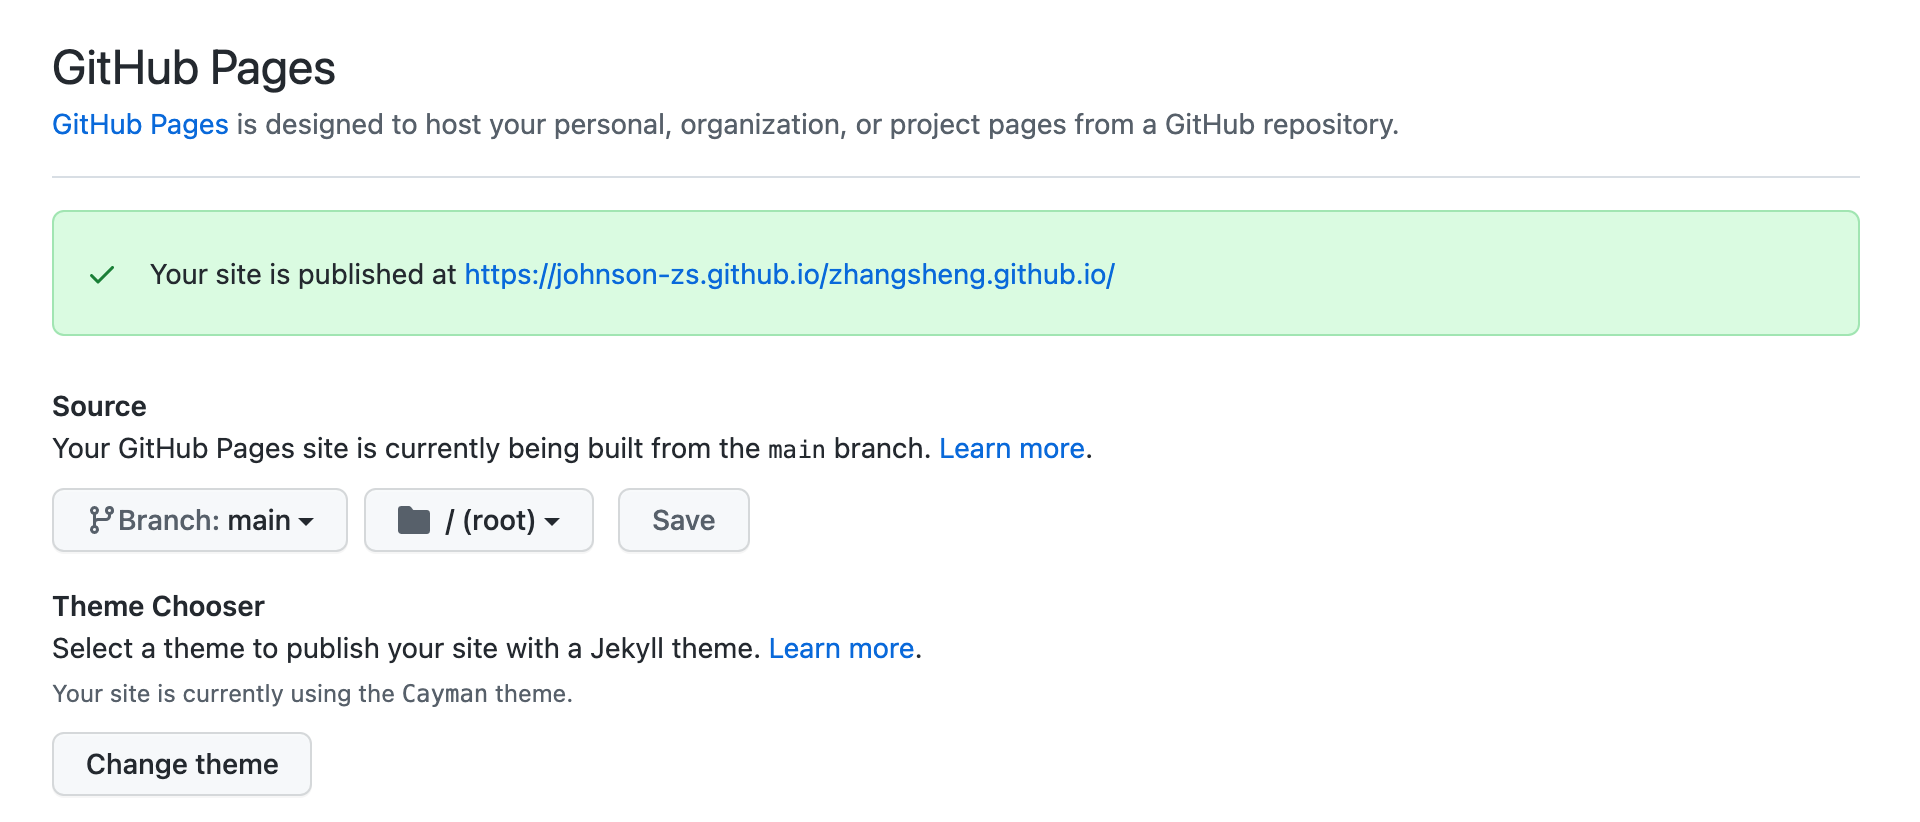 GitHub Pages
GitHub Pages is designed to host your personal, organization, or project pages from a GitHub repository.
Your site is published at https://johnson-zs.github.io/zhangsheng.github.io/
Source
Your GitHub Pages site is currently being built from the main branch. Learn more.
Branch: main / (root) Save
Theme Chooser
Select a theme to publish your site with a Jekyll theme. Learn more.
Your site is currently using the Cayman theme.
Change theme